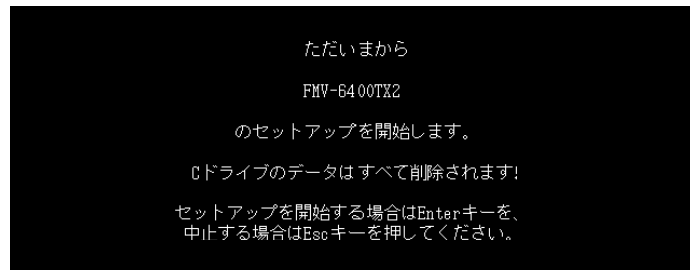 ただいまから
FMV-6400TX2
のセットアップを開始します。
Cドライブのデータはすべて削除されます!
セットアップを開始する場合はEnterキーを、
中止する場合はEscキーを押してください。